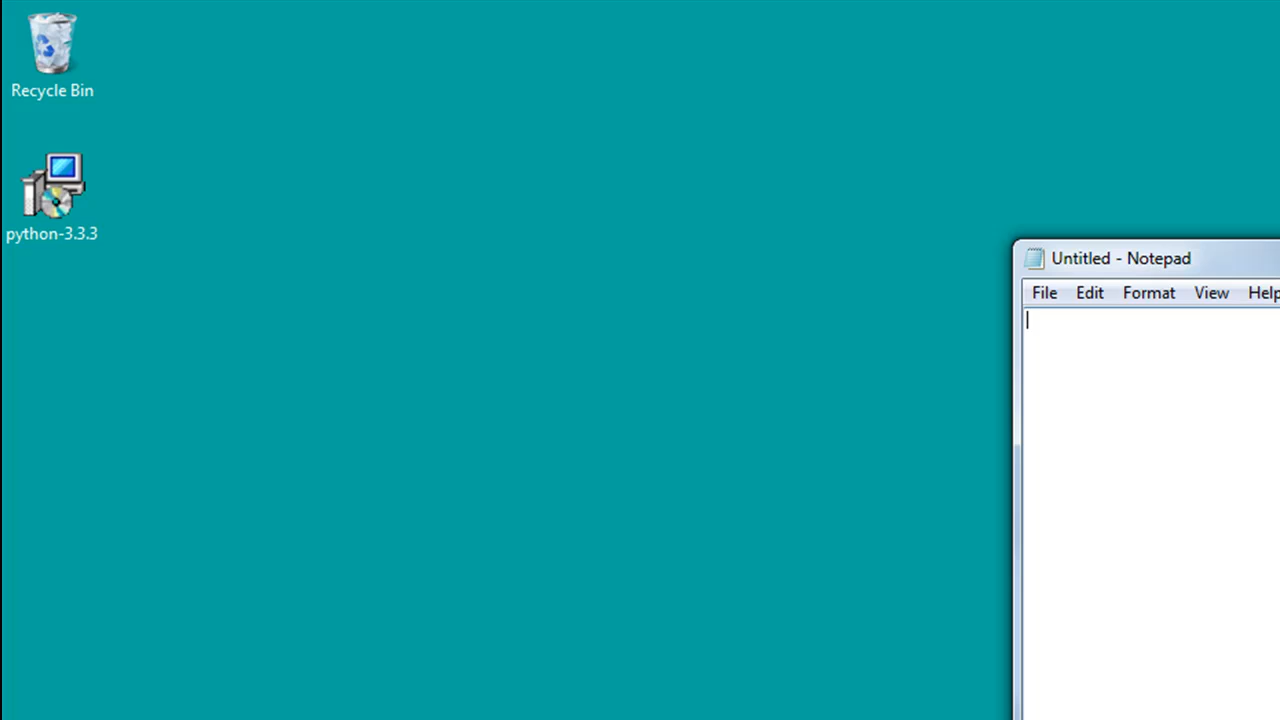 Recycle Bin
python-3.3.3
Untitled - Notepad
File Edit Format View Help